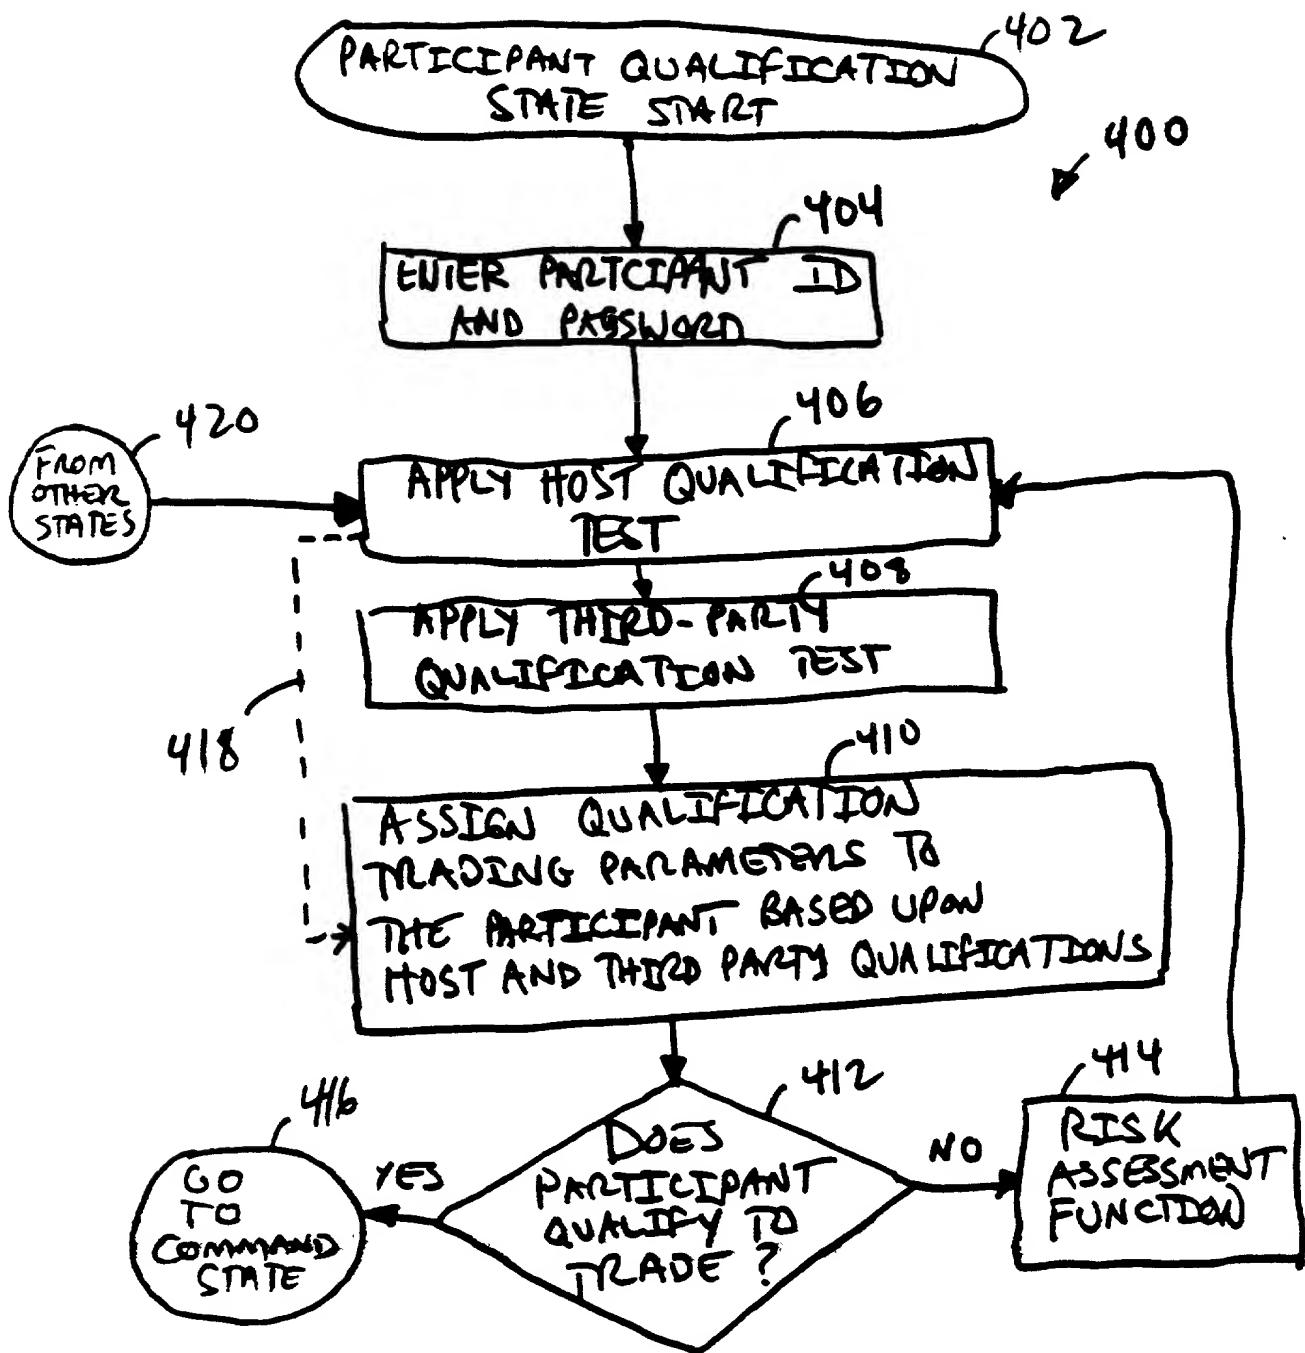 402
PARTICIPANT QUALIFICATION
STATE START
400
404
ENTER PARTCIPANT ID
AND PASSWORD
406
420
FROM
OTHER
STATES
APPLY HOST QUALIFICATION
TEST
408
APPLY THIRD-PARTY
QUALIFICATION TEST
418
410
ASSIGN QUALIFICATION
TRADING PARAMETERS TO
THE PARTICIPANT BASED UPON
HOST AND THIRD PARTY QUALIFICATIONS
412
414
416
DOES
PARTICIPANT
QUALIFY TO
TRADE ?
YES
NO
GO
TO
COMMAND
STATE
RISK
ASSESSMENT
FUNCTION